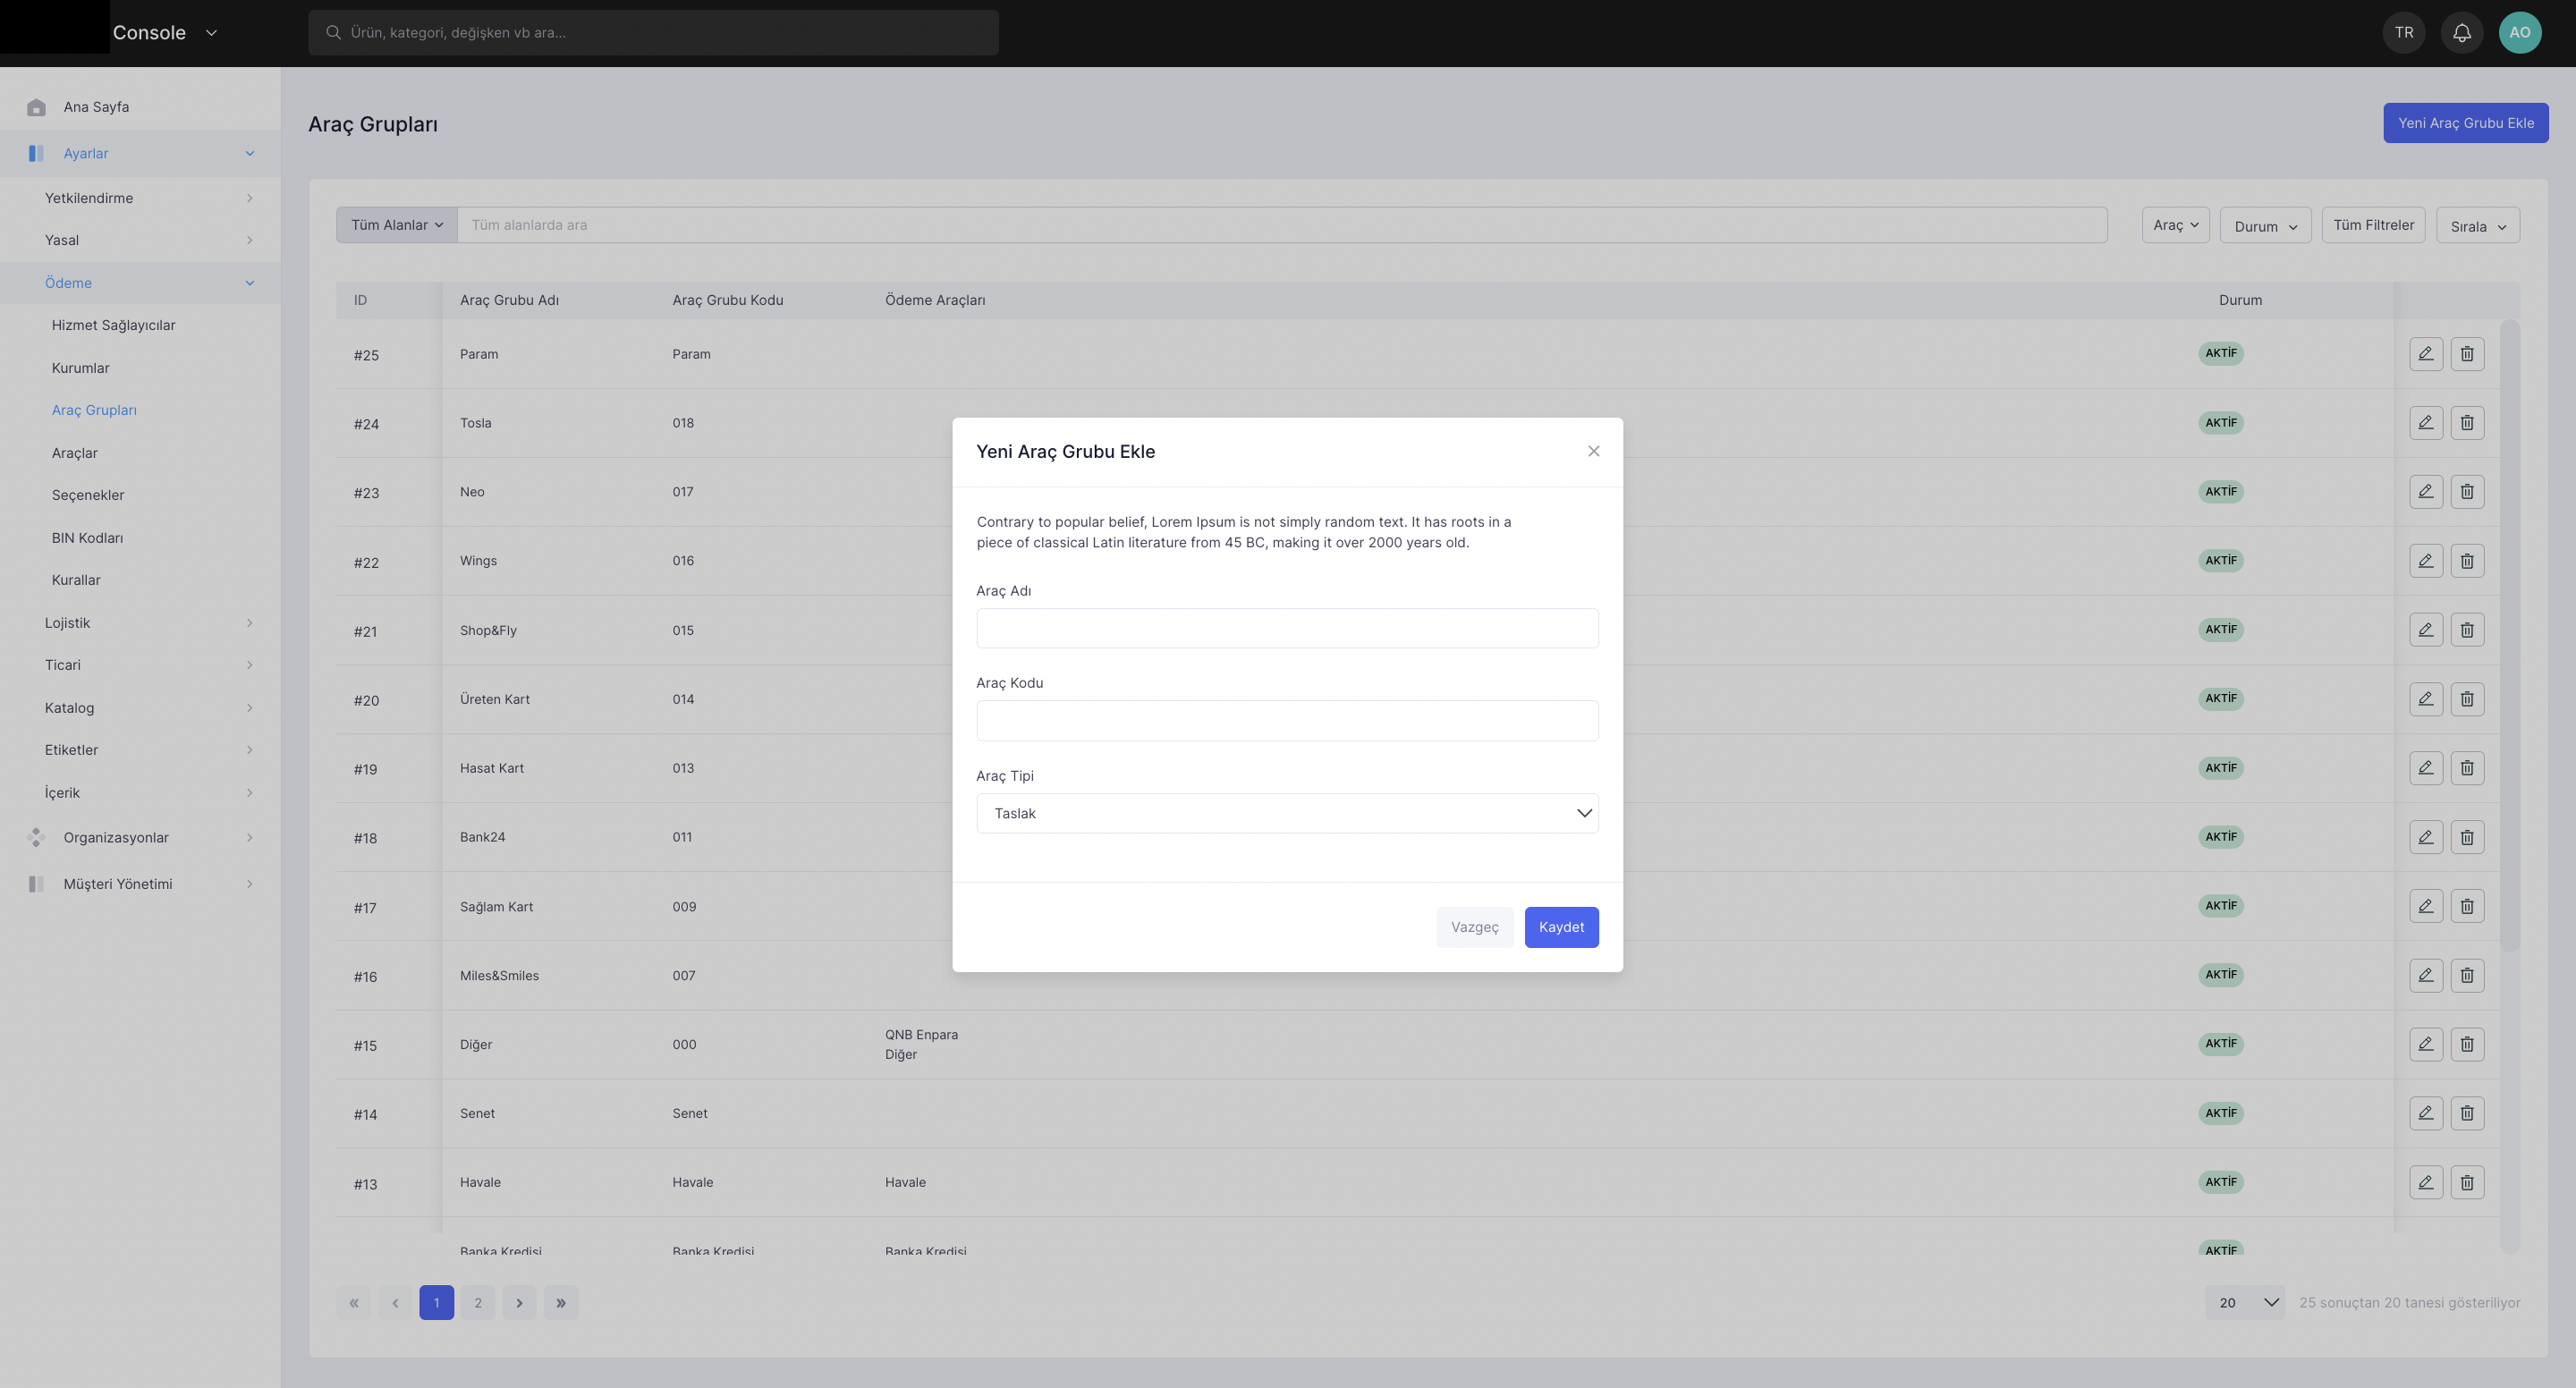 Console
Ürün, kategori, değişken vb ara...
TR
AO
Ana Sayfa
Ayarlar
Yetkilendirme
Yasal
Ödeme
Hizmet Sağlayıcılar
Kurumlar
Araç Grupları
Araçlar
Seçenekler
BIN Kodları
Kurallar
Lojistik
Ticari
Katalog
Etiketler
İçerik
Organizasyonlar
Müşteri Yönetimi
Araç Grupları
Yeni Araç Grubu Ekle
Tüm Alanlar
Tüm alanlarda ara
Araç
Durum
Tüm Filtreler
Sırala
ID Araç Grubu Adı Araç Grubu Kodu Ödeme Araçları Durum
#25 Param Param AKTİF
#24 Tosla 018 AKTİF
#23 Neo 017 AKTİF
#22 Wings 016 AKTİF
#21 Shop&Fly 015 AKTİF
#20 Üreten Kart 014 AKTİF
#19 Hasat Kart 013 AKTİF
#18 Bank24 011 AKTİF
#17 Sağlam Kart 009 AKTİF
#16 Miles&Smiles 007 AKTİF
#15 Diğer 000 QNB Enpara AKTİF
Diğer
#14 Senet Senet AKTİF
#13 Havale Havale Havale AKTİF
Banka Kredisi Banka Kredisi Banka Kredisi AKTİF
« ‹ 1 2 › »
20
25 sonuçtan 20 tanesi gösteriliyor
Yeni Araç Grubu Ekle
Contrary to popular belief, Lorem Ipsum is not simply random text. It has roots in a
piece of classical Latin literature from 45 BC, making it over 2000 years old.
Araç Adı
Araç Kodu
Araç Tipi
Taslak
Vazgeç
Kaydet